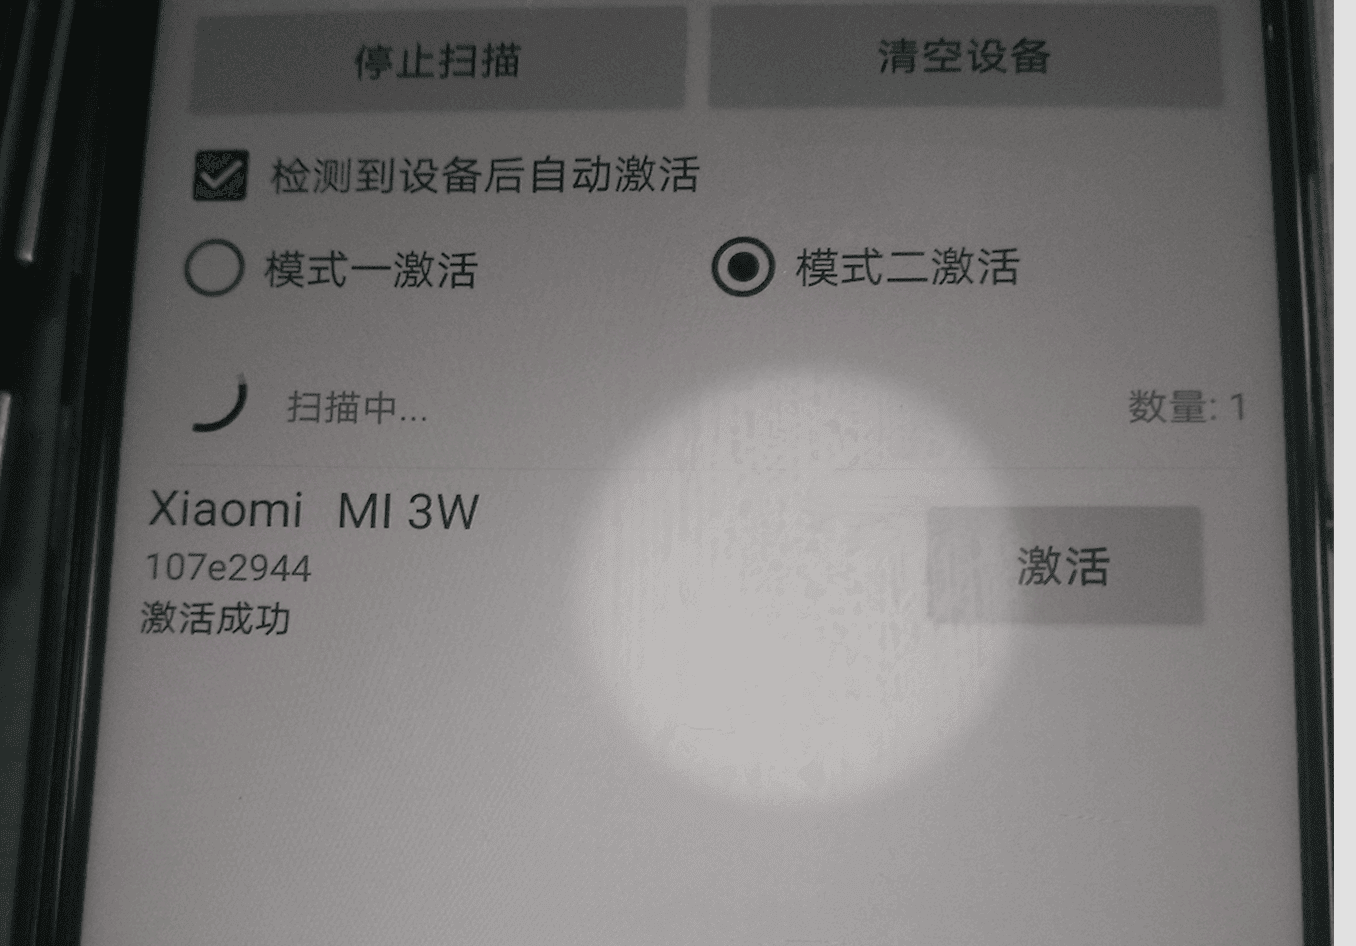 停止扫描 清空设备
检测到设备后自动激活
模式一激活 模式二激活
扫描中... 数量: 1
Xiaomi MI 3W
107e2944
激活
激活成功